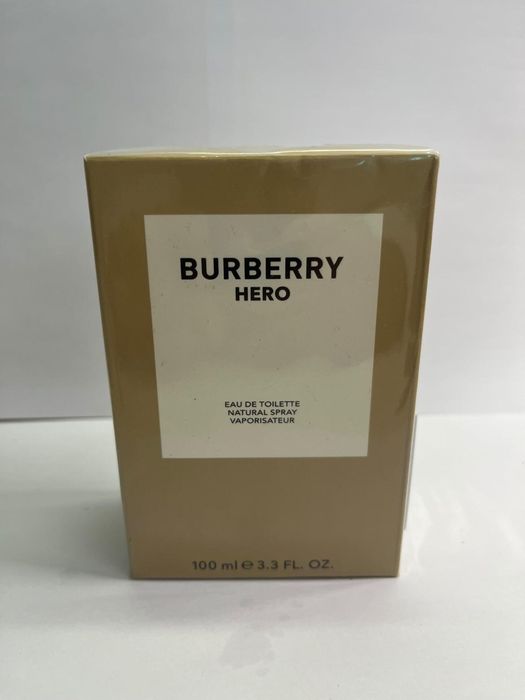 BURBERRY
HERO
EAU DE TOILETTE
NATURAL SPRAY
VAPORISATEUR
100 ml ℮ 3.3 FL. OZ.